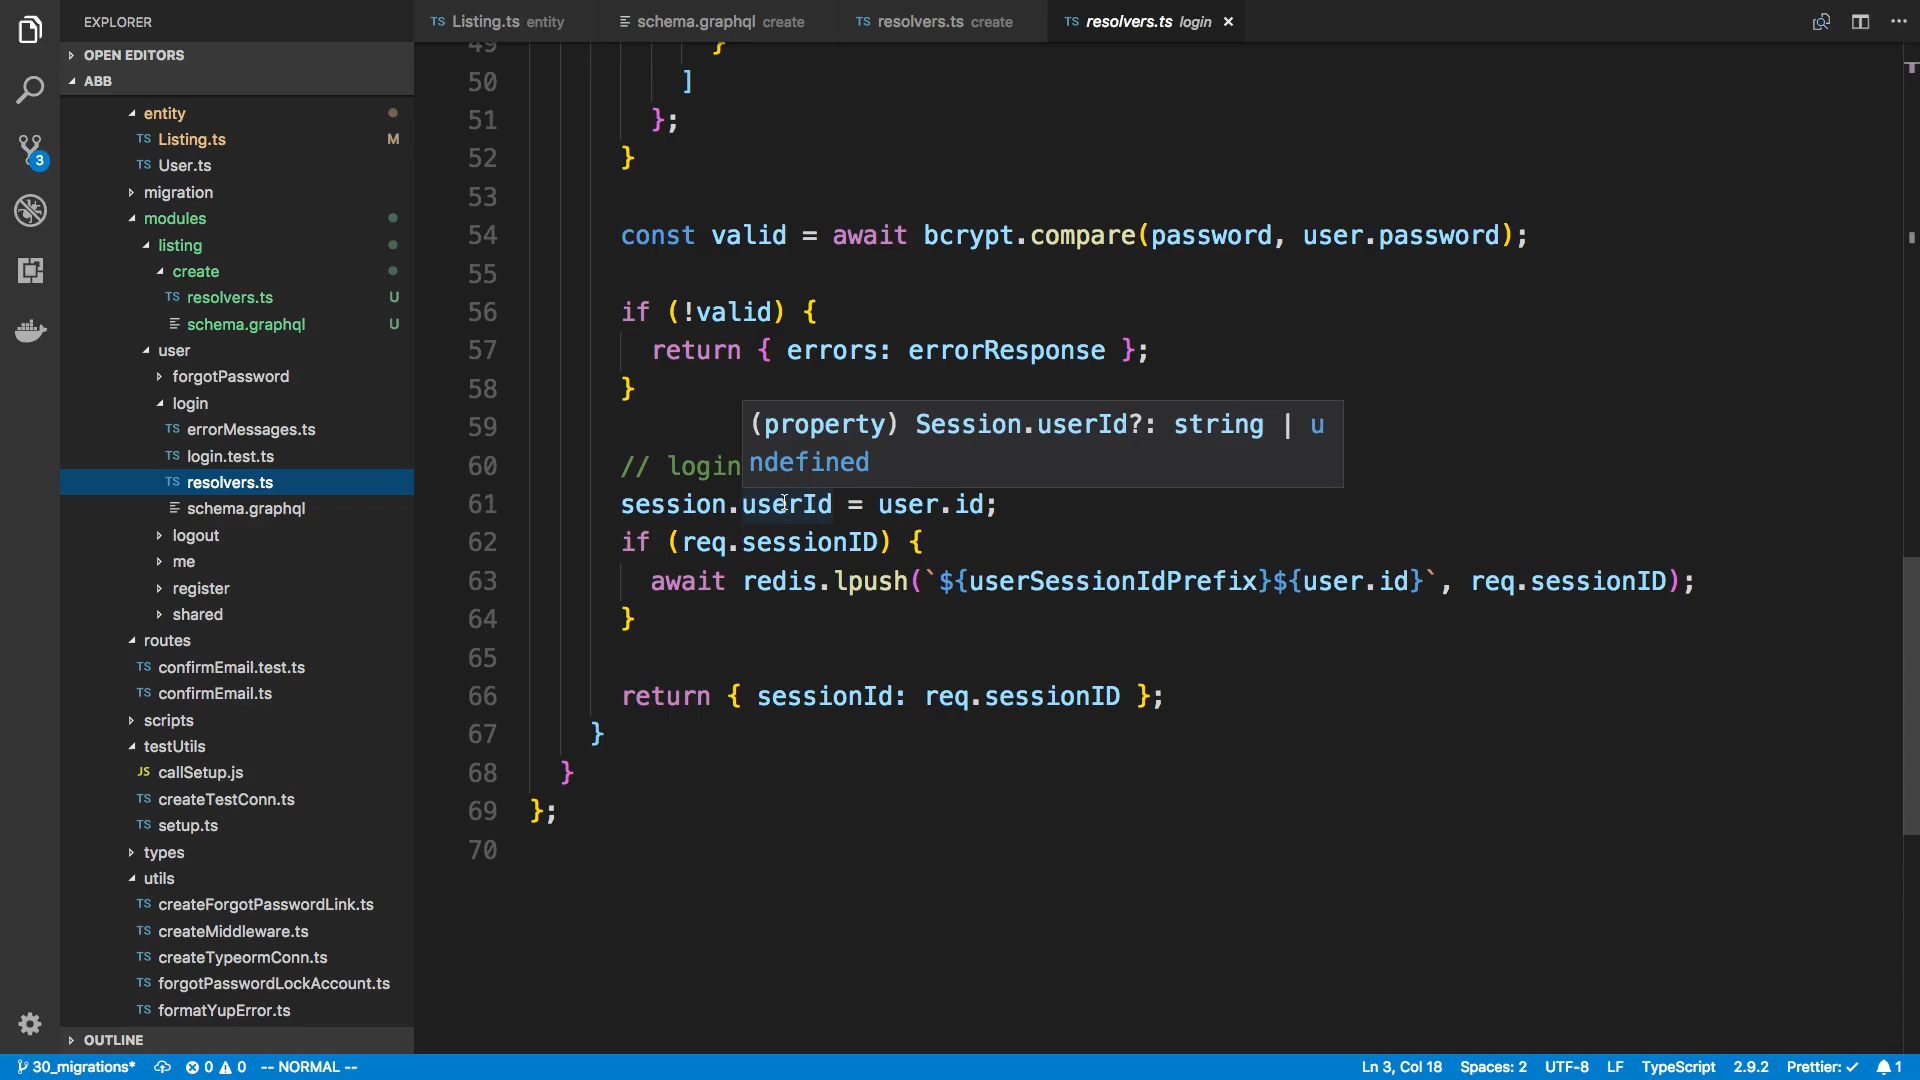 EXPLORER
OPEN EDITORS
ABB
entity
TS Listing.ts M
TS User.ts
migration
modules
listing
create
TS resolvers.ts U
schema.graphql U
user
forgotPassword
login
TS errorMessages.ts
TS login.test.ts
TS resolvers.ts
schema.graphql
logout
me
register
shared
routes
TS confirmEmail.test.ts
TS confirmEmail.ts
scripts
testUtils
JS callSetup.js
TS createTestConn.ts
TS setup.ts
types
utils
TS createForgotPasswordLink.ts
TS createMiddleware.ts
TS createTypeormConn.ts
TS forgotPasswordLockAccount.ts
TS formatYupError.ts
OUTLINE
3
TS Listing.ts entity
schema.graphql create
TS resolvers.ts create
TS resolvers.ts login ×
49 }
50 ]
51 };
52 }
53
54 const valid = await bcrypt.compare(password, user.password);
55
56 if (!valid) {
57 return { errors: errorResponse };
58 }
59
(property) Session.userId?: string | u
ndefined
60 // login
61 session.userId = user.id;
62 if (req.sessionID) {
63 await redis.lpush(`${userSessionIdPrefix}${user.id}`, req.sessionID);
64 }
65
66 return { sessionId: req.sessionID };
67 }
68 }
69 };
70
30_migrations* 0 0 -- NORMAL -- Ln 3, Col 18 Spaces: 2 UTF-8 LF TypeScript 2.9.2 Prettier: ✓ 1